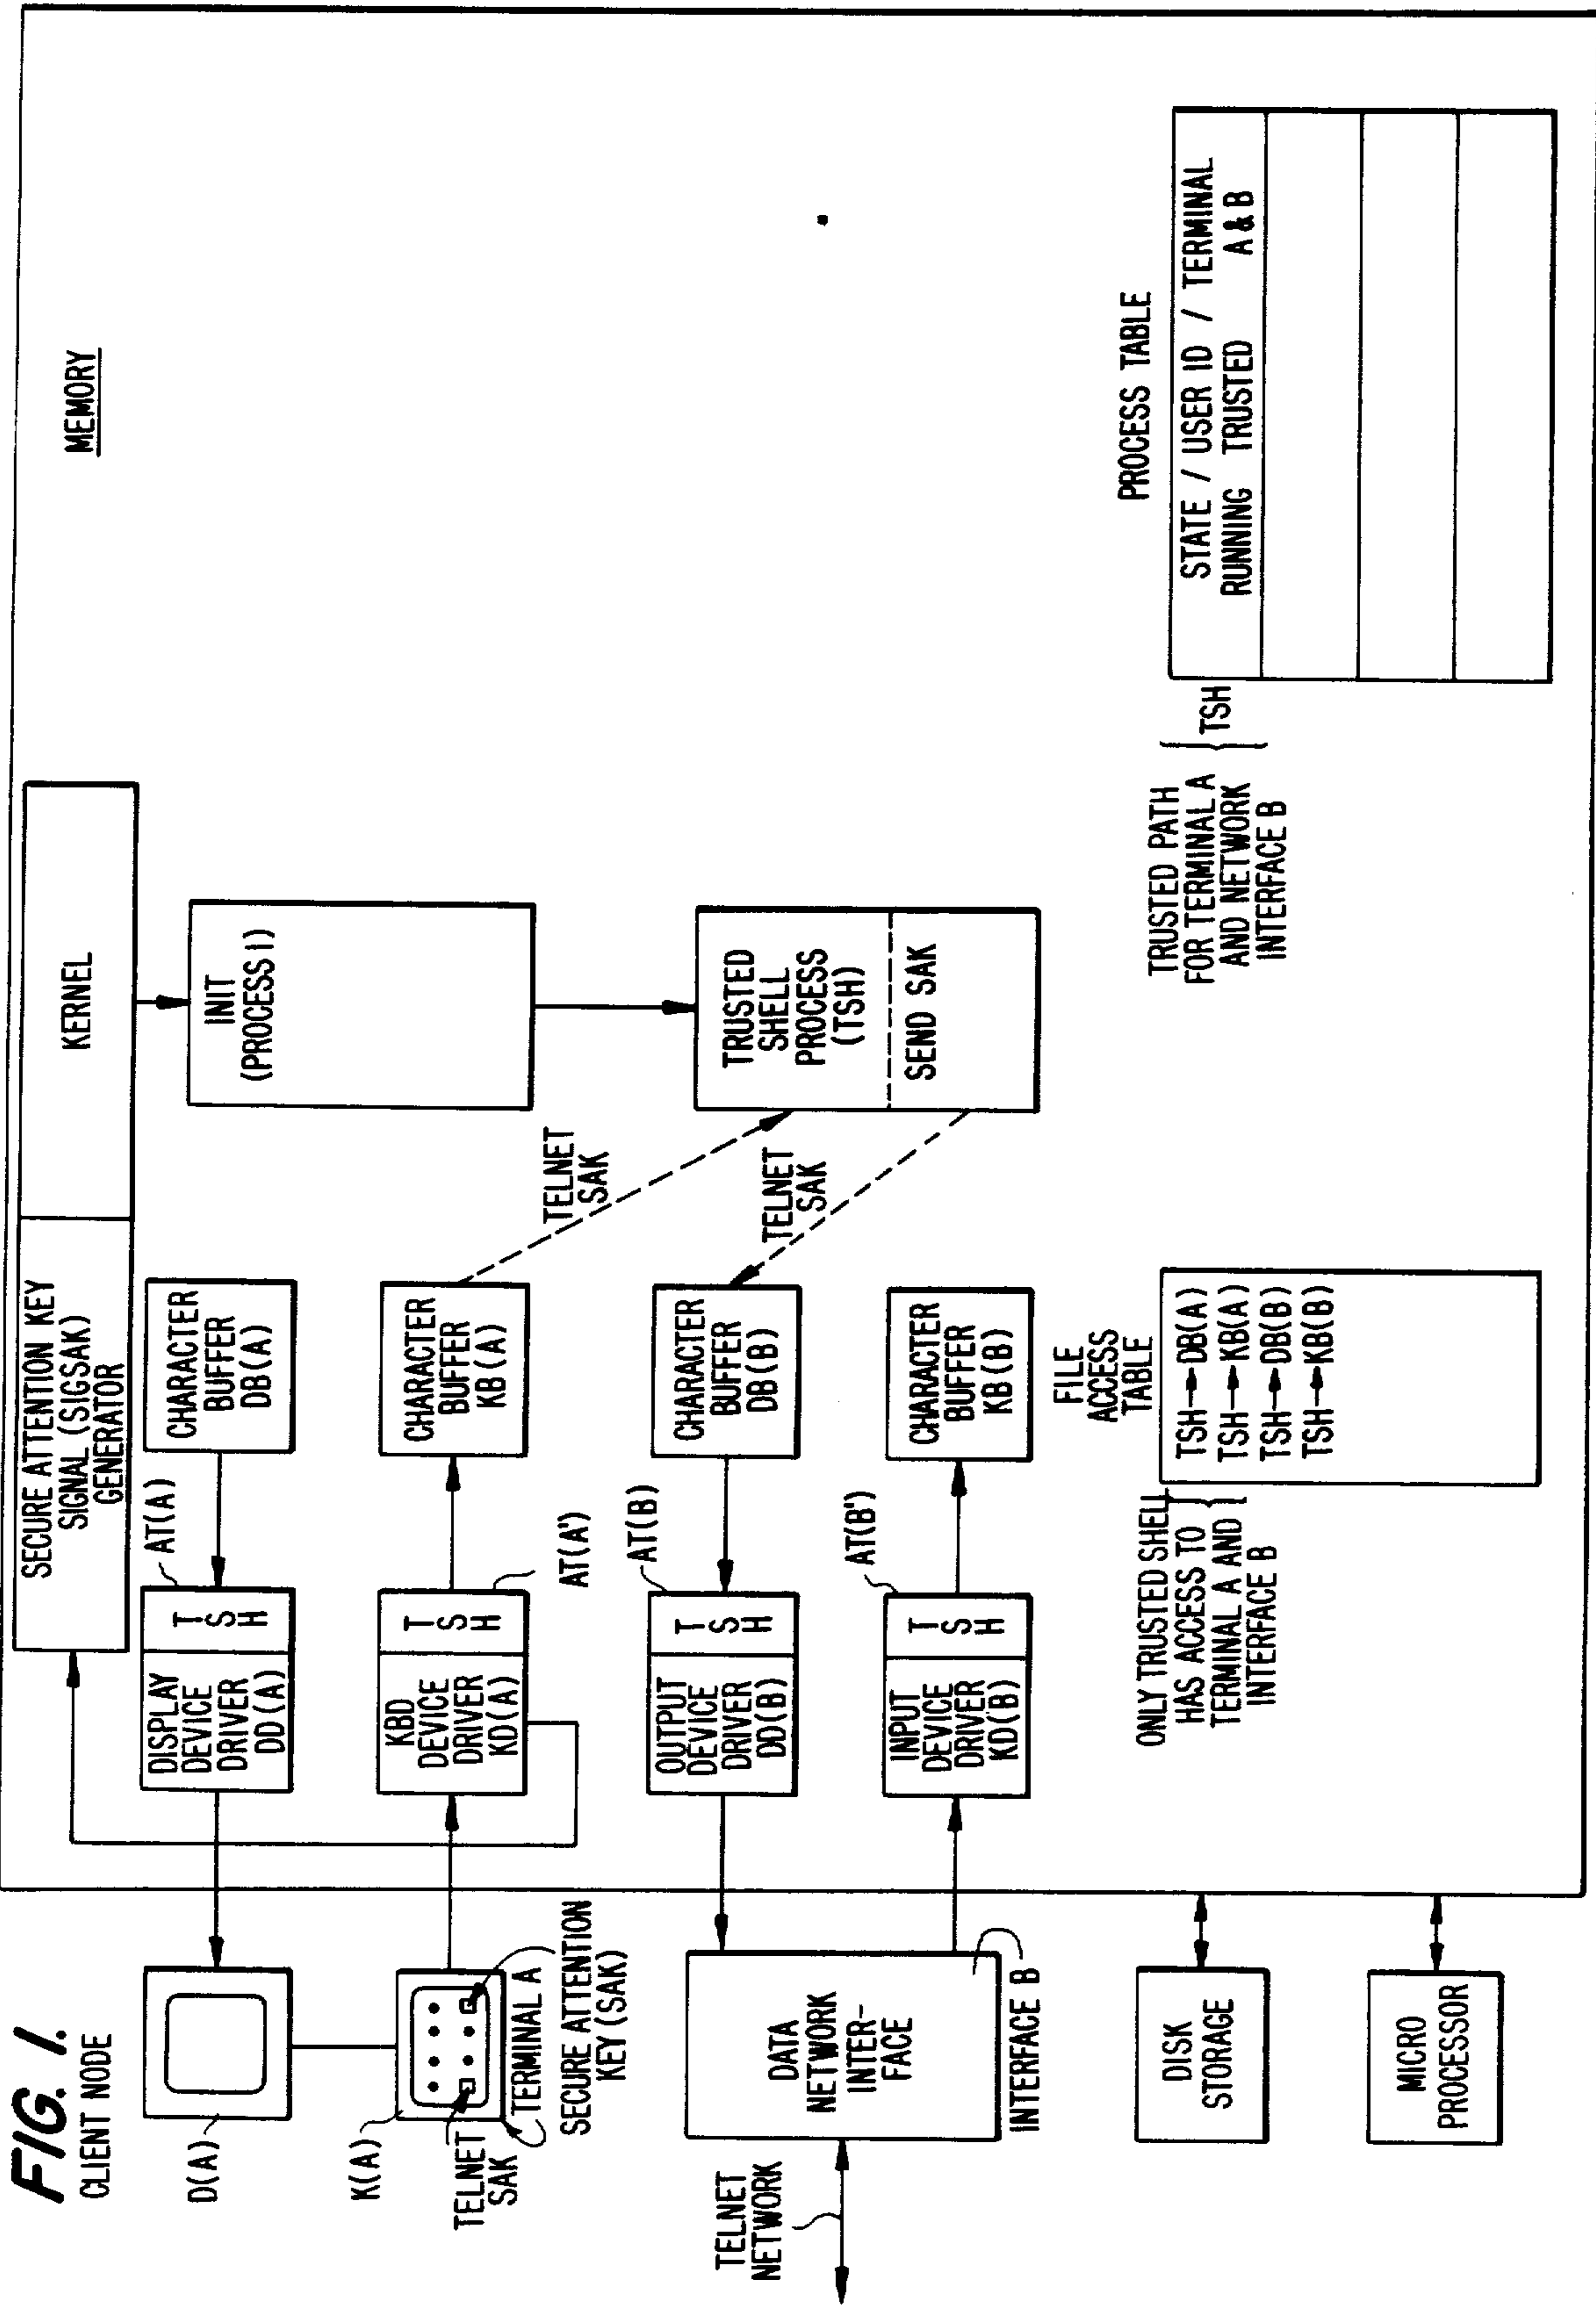 FIG. 1.
CLIENT NODE
MEMORY
SECURE ATTENTION KEY
SIGNAL (SIGSAK)
GENERATOR
KERNEL
D(A)
DISPLAY
DEVICE
DRIVER
DD(A)
TSH
AT(A)
CHARACTER
BUFFER
DB(A)
INIT
(PROCESS 1)
K(A)
TELNET
SAK
TERMINAL A
SECURE ATTENTION
KEY (SAK)
KBD
DEVICE
DRIVER
KD(A)
TSH
AT(A')
CHARACTER
BUFFER
KB(A)
TELNET
SAK
TELNET
NETWORK
DATA
NETWORK
INTER-
FACE
INTERFACE B
OUTPUT
DEVICE
DRIVER
DD(B)
TSH
AT(B)
CHARACTER
BUFFER
DB(B)
TELNET
SAK
TRUSTED
SHELL
PROCESS
(TSH)
SEND SAK
INPUT
DEVICE
DRIVER
KD(B)
TSH
AT(B')
CHARACTER
BUFFER
KB(B)
DISK
STORAGE
MICRO
PROCESSOR
ONLY TRUSTED SHELL
HAS ACCESS TO
TERMINAL A AND
INTERFACE B
FILE
ACCESS
TABLE
TSH→DB(A)
TSH→KB(A)
TSH→DB(B)
TSH→KB(B)
TRUSTED PATH
FOR TERMINAL A
AND NETWORK
INTERFACE B
TSH
PROCESS TABLE
STATE / USER ID / TERMINAL
RUNNING TRUSTED A & B